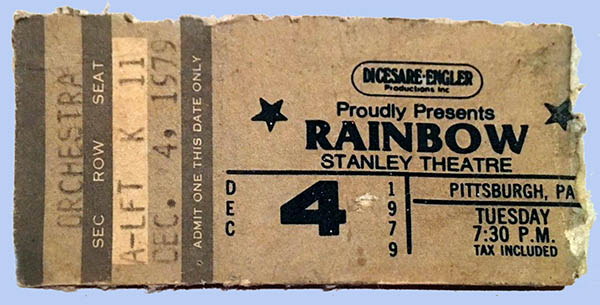 ORCHESTRA
SEC ROW SEAT
A-LFT K 11
DEC. 4, 1979
ADMIT ONE THIS DATE ONLY
DICESARE-ENGLER
Productions Inc
Proudly Presents
RAINBOW
STANLEY THEATRE
DEC
4
1979
PITTSBURGH, PA
TUESDAY
7:30 P.M.
TAX INCLUDED